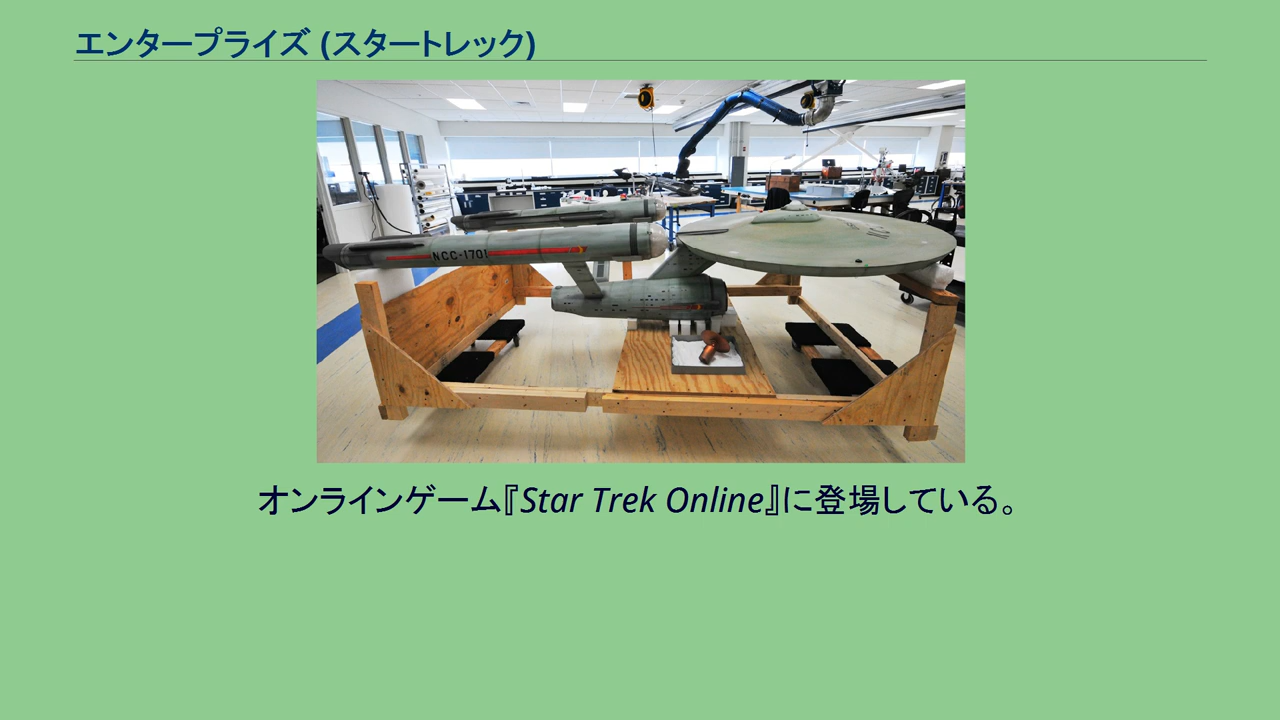 エンタープライズ (スタートレック)
NCC-1701
オンラインゲーム『Star Trek Online』に登場している。